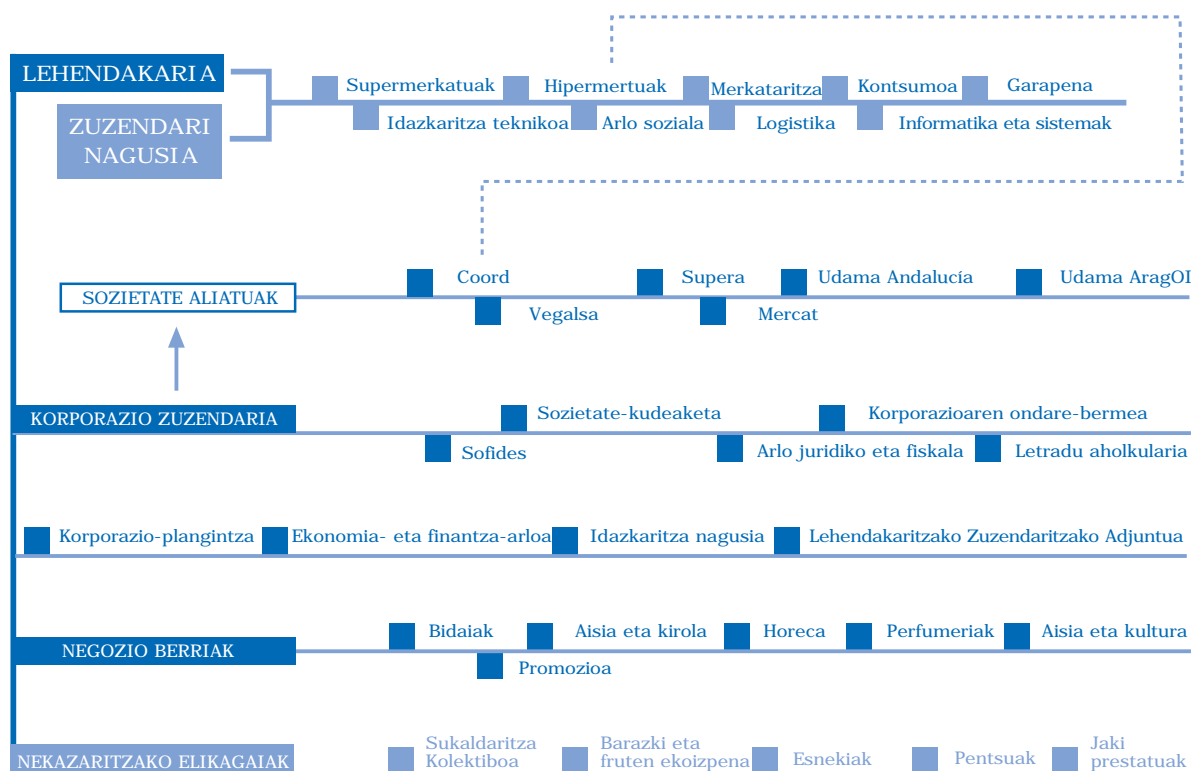 LEHENDAKARIA
ZUZENDARI
NAGUSIA
Supermerkatuak
Hipermertuak
Merkataritza
Kontsumoa
Garapena
Idazkaritza teknikoa
Arlo soziala
Logistika
Informatika eta sistemak
SOZIETATE ALIATUAK
Coord
Supera
Udama Andalucía
Udama AragOI
Vegalsa
Mercat
KORPORAZIO ZUZENDARIA
Sozietate-kudeaketa
Korporazioaren ondare-bermea
Sofides
Arlo juridiko eta fiskala
Letradu aholkularia
Korporazio-plangintza
Ekonomia- eta finantza-arloa
Idazkaritza nagusia
Lehendakaritzako Zuzendaritzako Adjuntua
NEGOZIO BERRIAK
Bidaiak
Aisia eta kirola
Horeca
Perfumeriak
Aisia eta kultura
Promozioa
NEKAZARITZAKO ELIKAGAIAK
Sukaldaritza
Kolektiboa
Barazki eta
fruten ekoizpena
Esnekiak
Pentsuak
Jaki
prestatuak